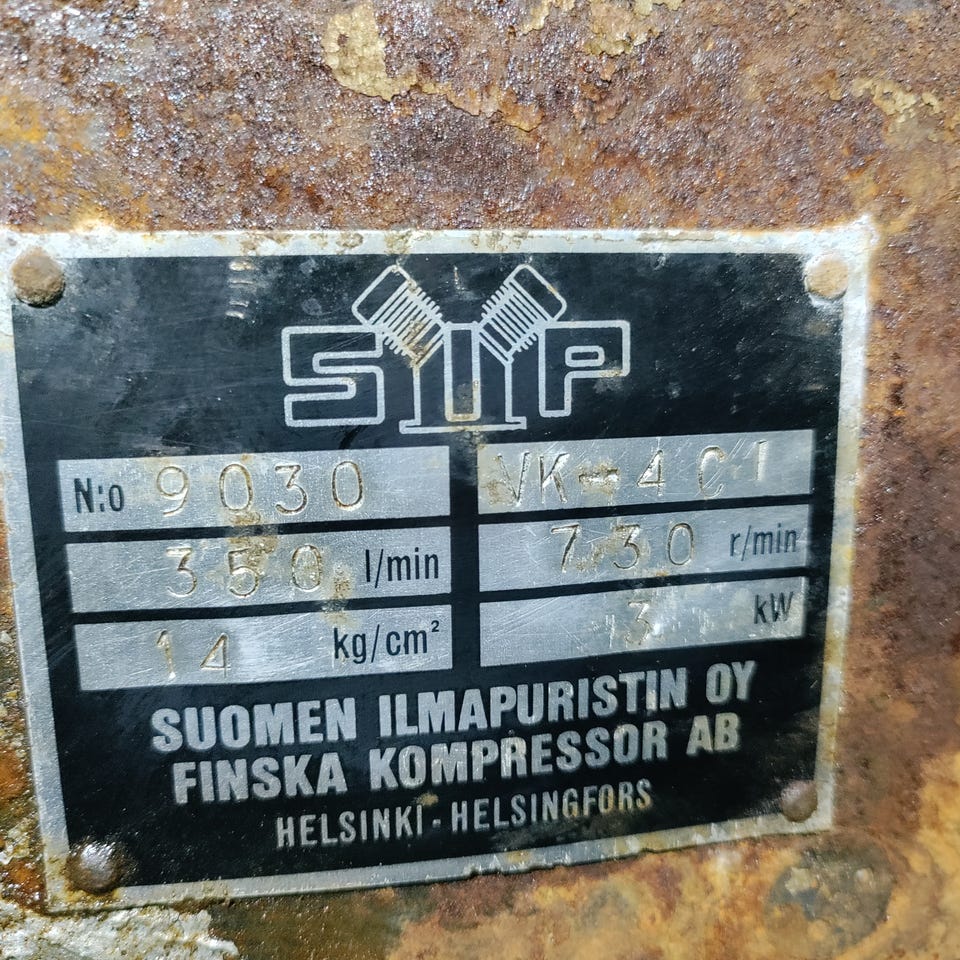 SIP
N:o 9030 VK-4C1
350 l/min 730 r/min
14 kg/cm² 3 kW
SUOMEN ILMAPURISTIN OY
FINSKA KOMPRESSOR AB
HELSINKI - HELSINGFORS